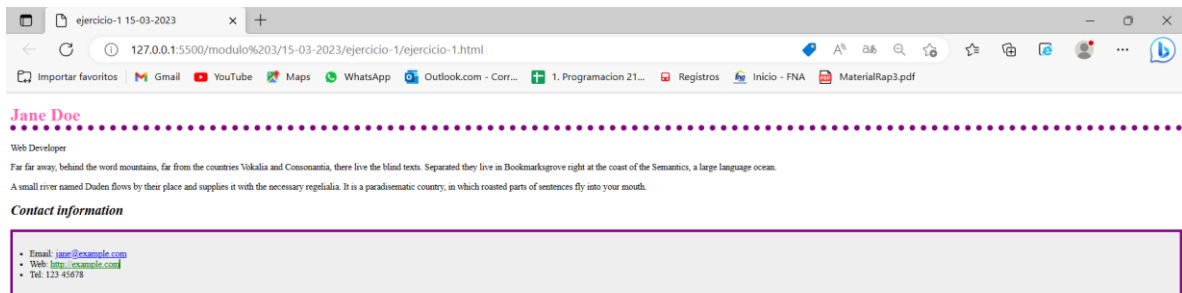 ejercicio-1 15-03-2023
127.0.0.1:5500/modulo%203/15-03-2023/ejercicio-1/ejercicio-1.html
Importar favoritos Gmail YouTube Maps WhatsApp Outlook.com - Corr... 1. Programacion 21... Registros Inicio - FNA MaterialRap3.pdf
Jane Doe
Web Developer
Far far away, behind the word mountains, far from the countries Vokalia and Consonantia, there live the blind texts. Separated they live in Bookmarksgrove right at the coast of the Semantics, a large language ocean.
A small river named Duden flows by their place and supplies it with the necessary regelialia. It is a paradisematic country, in which roasted parts of sentences fly into your mouth.
Contact information
• Email: jane@example.com
• Web: http://example.com
• Tel: 123 45678